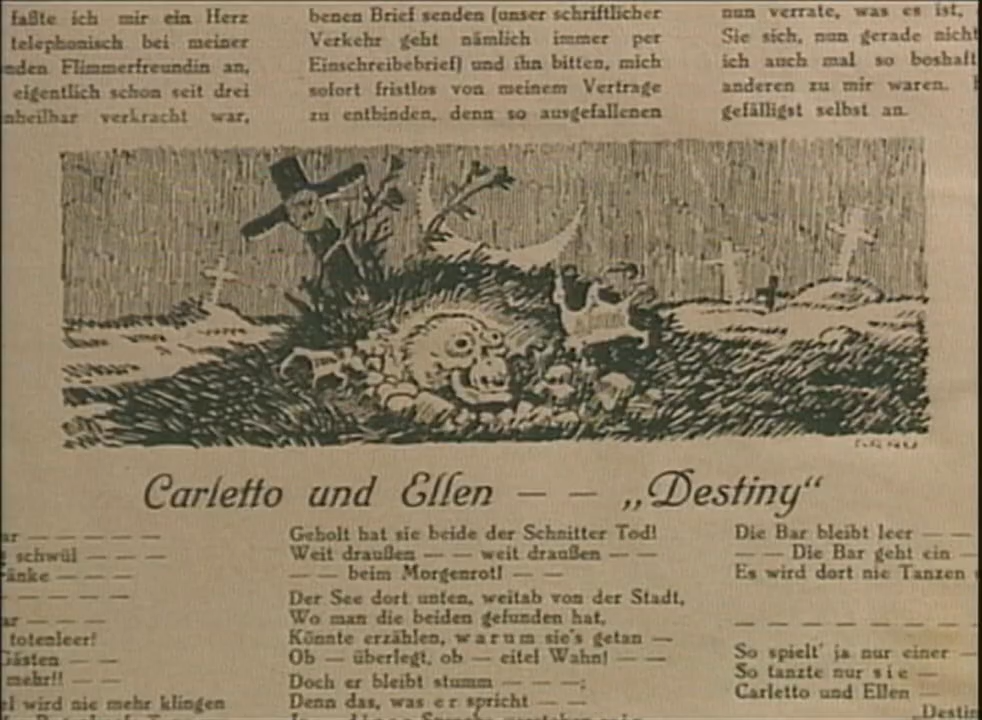 faßte ich mir ein Herz
telephonisch bei meiner
Flimmerfreundin an,
eigentlich schon seit drei
verkracht war,
benen Brief senden (unser schriftlicher
Verkehr geht nämlich immer per
Einschreibebrief) und ihn bitten, mich
sofort fristlos von meinem Vertrage
zu entbinden, denn so ausgefallenen
nun verrate, was es ist,
Sie sich, nun gerade nicht
ich auch mal so boshaft
anderen zu mir waren.
gefälligst selbst an.
Carletto und Ellen — — „Destiny“
schwül — — —
totenleer!
mehr!! — —
wird nie mehr klingen
Geholt hat sie beide der Schnitter Tod!
Weit draußen — — weit draußen — —
— — beim Morgenrot! — —
Der See dort unten, weitab von der Stadt,
Wo man die beiden gefunden hat,
Könnte erzählen, warum sie's getan —
Ob — überlegt, ob — eitel Wahn! — —
Doch er bleibt stumm — — —;
Denn das, was er spricht — — —
Die Bar bleibt leer — — —
— — Die Bar geht ein —
Es wird dort nie Tanzen
— — — — — — — — —
So spielt' ja nur einer —
So tanzte nur sie —
Carletto und Ellen —